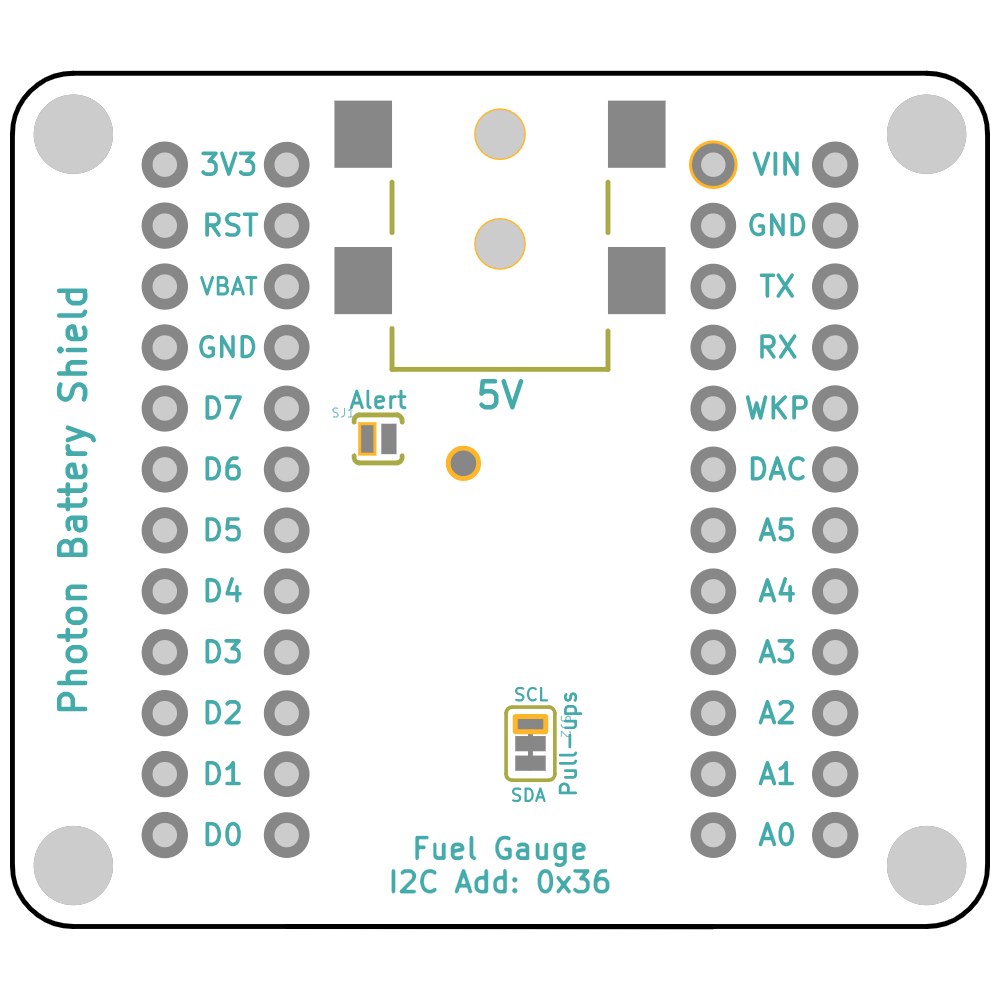 3V3
VIN
RST
GND
VBAT
TX
GND
RX
5V
Alert
SJ1
D7
WKP
D6
DAC
D5
A5
D4
A4
D3
A3
Photon Battery Shield
SCL
D2
A2
Pull-ups
D1
A1
SDA
D0
A0
Fuel Gauge
I2C Add: 0x36